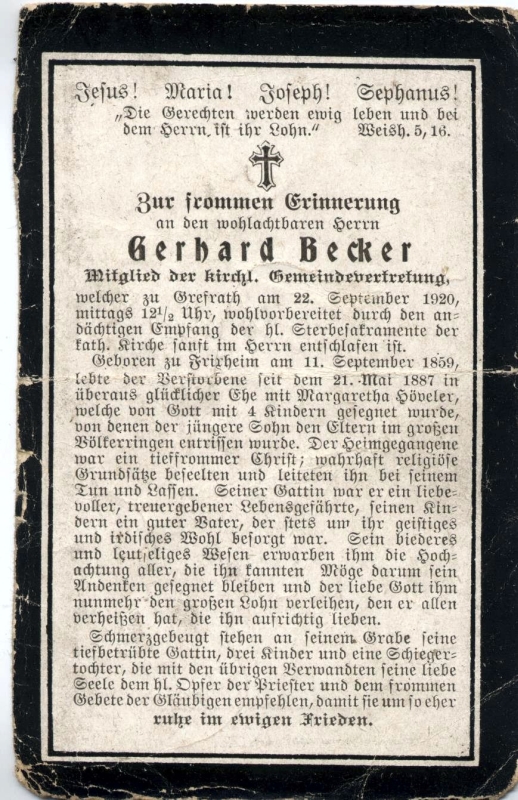 Jesus! Maria! Joseph! Sephanus!
„Die Gerechten werden ewig leben und bei
dem Herrn ist ihr Lohn.“ Weish. 5, 16.
Zur frommen Erinnerung
an den wohlachtbaren Herrn
Gerhard Becker
Mitglied der kirchl. Gemeindevertretung,
welcher zu Grefrath am 22. September 1920,
mittags 12 1/2 Uhr, wohlvorbereitet durch den an-
dächtigen Empfang der hl. Sterbesakramente der
kath. Kirche sanft im Herrn entschlafen ist.
Geboren zu Frixheim am 11. September 1859,
lebte der Verstorbene seit dem 21. Mai 1887 in
überaus glücklicher Ehe mit Margaretha Höveler,
welche von Gott mit 4 Kindern gesegnet wurde,
von denen der jüngere Sohn den Eltern im großen
Völkerringen entrissen wurde. Der Heimgegangene
war ein tieffrommer Christ; wahrhaft religiöse
Grundsätze beseelten und leiteten ihn bei seinem
Tun und Lassen. Seiner Gattin war er ein liebe-
voller, treuergebener Lebensgefährte, seinen Kin-
dern ein guter Vater, der stets um ihr geistiges
und irdisches Wohl besorgt war. Sein biederes
und leutseliges Wesen erwarben ihm die Hoch-
achtung aller, die ihn kannten Möge darum sein
Andenken gesegnet bleiben und der liebe Gott ihm
nunmehr den großen Lohn verleihen, den er allen
verheißen hat, die ihn aufrichtig lieben.
Schmerzgebeugt stehen an seinem Grabe seine
tiefbetrübte Gattin, drei Kinder und eine Schieger-
tochter, die mit den übrigen Verwandten seine liebe
Seele dem hl. Opfer der Priester und dem frommen
Gebete der Gläubigen empfehlen, damit sie um so eher
ruhe im ewigen Frieden.